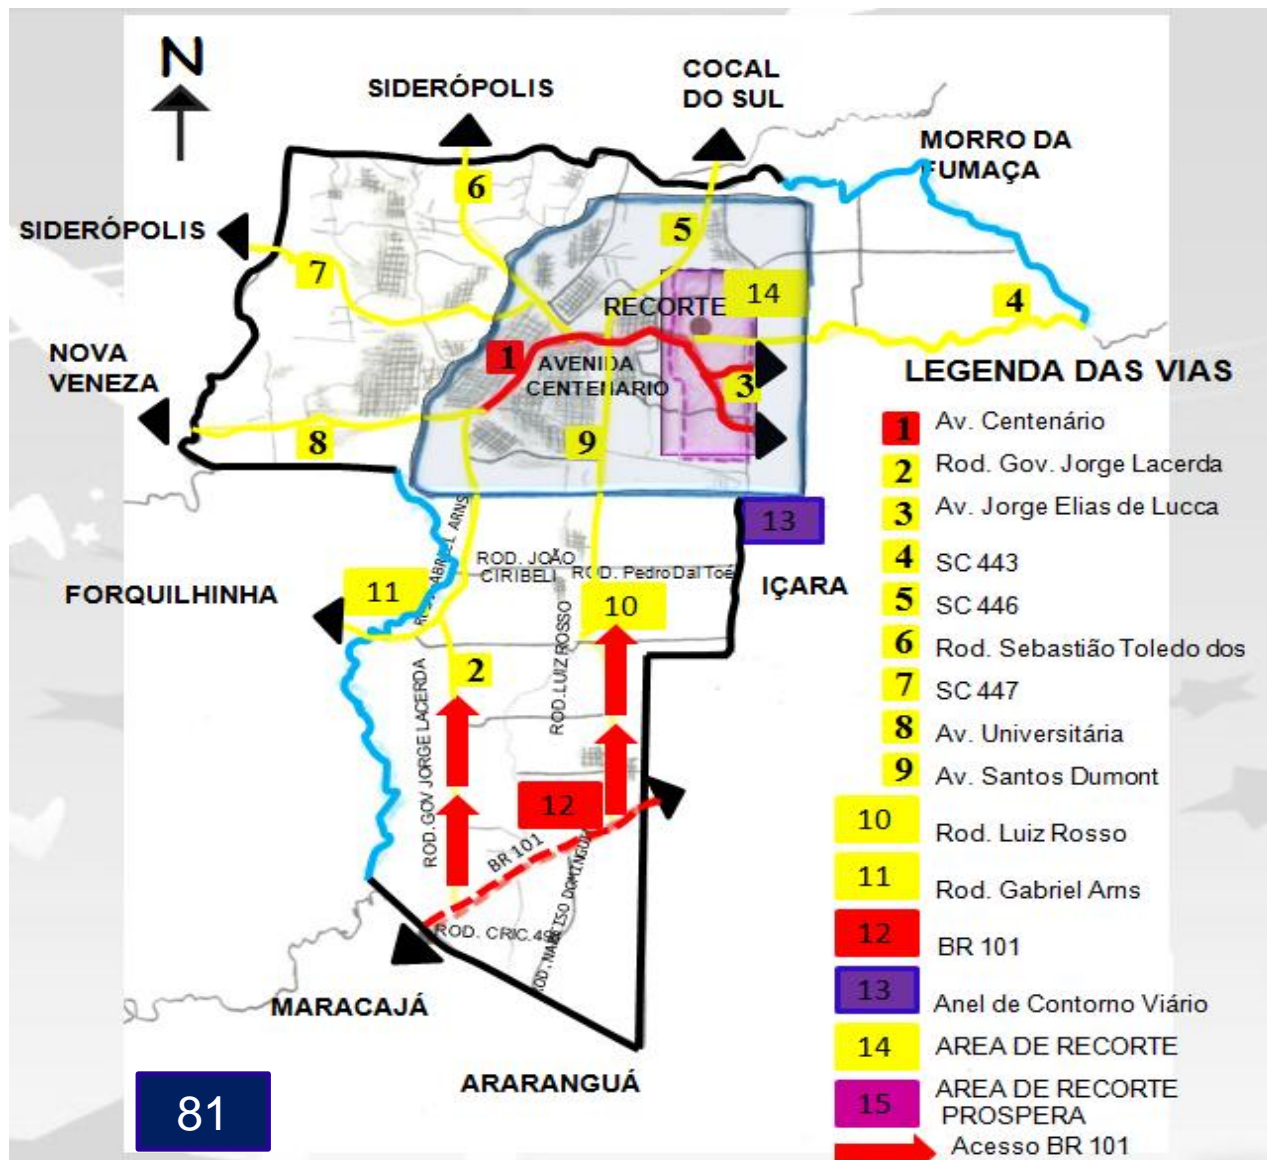 N
SIDERÓPOLIS
COCAL
DO SUL
MORRO DA
FUMAÇA
6
5
SIDERÓPOLIS
7
RECORTE
14
4
NOVA
VENEZA
1
AVENIDA
CENTENARIO
3
8
9
13
ROD. JOÃO
CIRIBELI
ROD. Pedro Dal Toé
IÇARA
FORQUILHINHA
11
10
2
ROD. LUIZ ROSSO
ROD. GOV JORGE LACERDA
12
BR 101
ROD. CRIC.
MARACAJÁ
ARARANGUÁ
81
LEGENDA DAS VIAS
1 Av. Centenário
2 Rod. Gov. Jorge Lacerda
3 Av. Jorge Elias de Lucca
4 SC 443
5 SC 446
6 Rod. Sebastião Toledo dos
7 SC 447
8 Av. Universitária
9 Av. Santos Dumont
10 Rod. Luiz Rosso
11 Rod. Gabriel Arns
12 BR 101
13 Anel de Contorno Viário
14 AREA DE RECORTE
15 AREA DE RECORTE
PROSPERA
Acesso BR 101